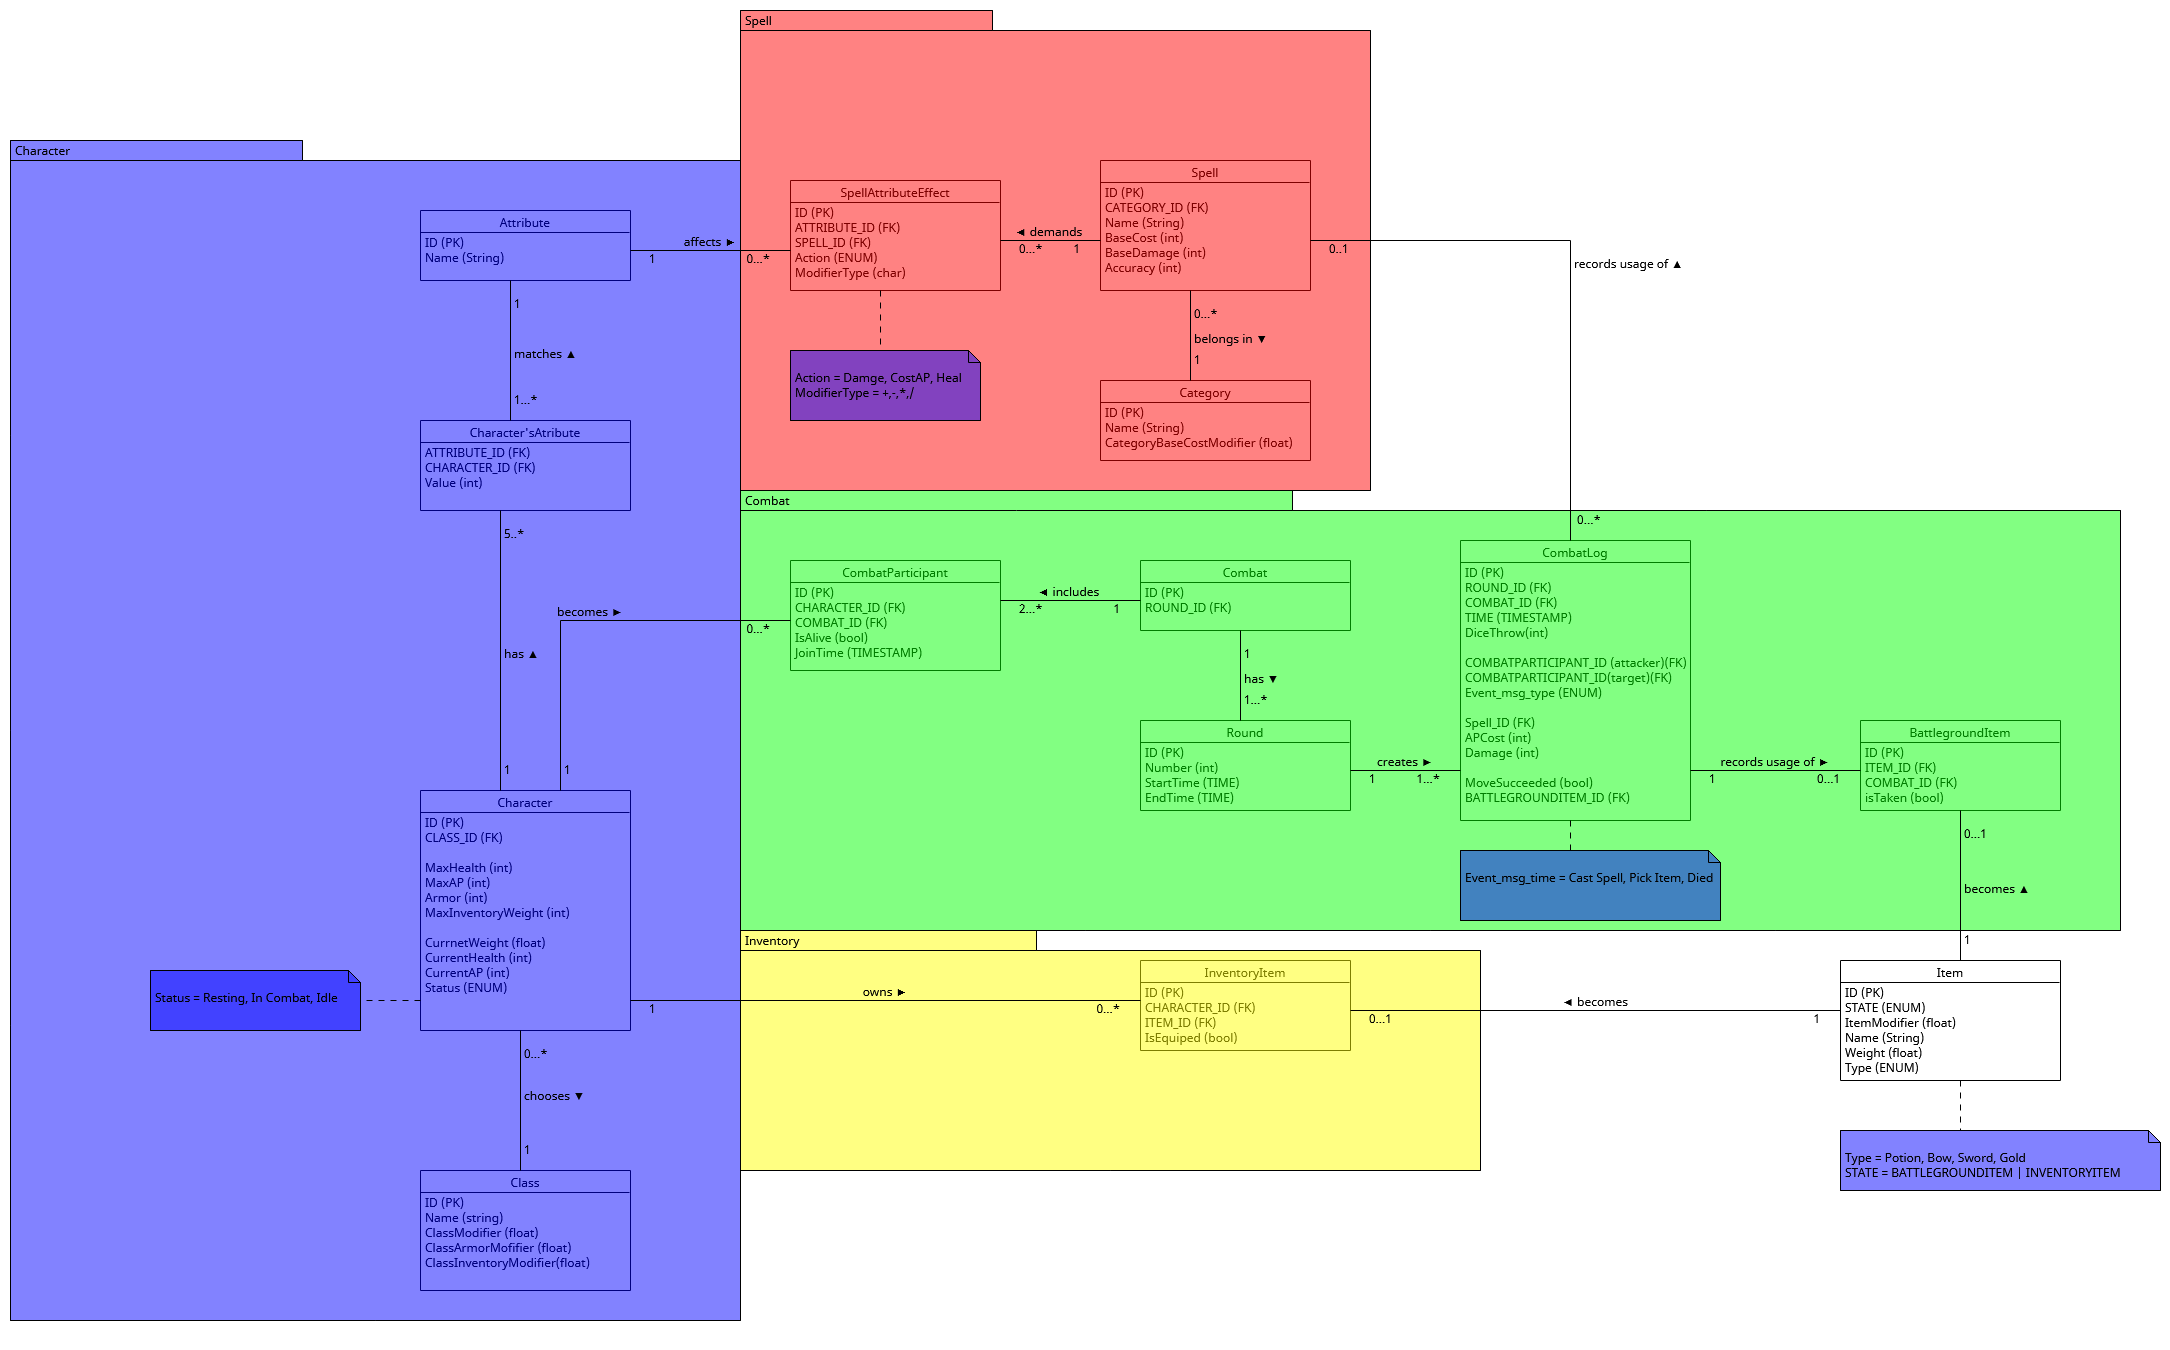 Spell
Character
Attribute
ID (PK)
Name (String)
affects ►
1
0...*
SpellAttributeEffect
ID (PK)
ATTRIBUTE_ID (FK)
SPELL_ID (FK)
Action (ENUM)
ModifierType (char)
◄ demands
0...*
1
Spell
ID (PK)
CATEGORY_ID (FK)
Name (String)
BaseCost (int)
BaseDamage (int)
Accuracy (int)
0..1
records usage of ▲
0...*
1
matches ▲
1...*
Action = Damge, CostAP, Heal
ModifierType = +,-,*,/
0...*
belongs in ▼
1
Category
ID (PK)
Name (String)
CategoryBaseCostModifier (float)
Character'sAtribute
ATTRIBUTE_ID (FK)
CHARACTER_ID (FK)
Value (int)
5..*
has ▲
1
becomes ►
0...*
1
Combat
CombatParticipant
ID (PK)
CHARACTER_ID (FK)
COMBAT_ID (FK)
IsAlive (bool)
JoinTime (TIMESTAMP)
◄ includes
2...*
1
Combat
ID (PK)
ROUND_ID (FK)
1
has ▼
1...*
Round
ID (PK)
Number (int)
StartTime (TIME)
EndTime (TIME)
creates ►
1
1...*
CombatLog
ID (PK)
ROUND_ID (FK)
COMBAT_ID (FK)
TIME (TIMESTAMP)
DiceThrow(int)
COMBATPARTICIPANT_ID (attacker)(FK)
COMBATPARTICIPANT_ID(target)(FK)
Event_msg_type (ENUM)
Spell_ID (FK)
APCost (int)
Damage (int)
MoveSucceeded (bool)
BATTLEGROUNDITEM_ID (FK)
records usage of ►
1
0...1
BattlegroundItem
ID (PK)
ITEM_ID (FK)
COMBAT_ID (FK)
isTaken (bool)
Event_msg_time = Cast Spell, Pick Item, Died
0...1
becomes ▲
1
Character
ID (PK)
CLASS_ID (FK)
MaxHealth (int)
MaxAP (int)
Armor (int)
MaxInventoryWeight (int)
CurrnetWeight (float)
CurrentHealth (int)
CurrentAP (int)
Status (ENUM)
Status = Resting, In Combat, Idle
Inventory
owns ►
1
0...*
InventoryItem
ID (PK)
CHARACTER_ID (FK)
ITEM_ID (FK)
IsEquiped (bool)
◄ becomes
0...1
1
Item
ID (PK)
STATE (ENUM)
ItemModifier (float)
Name (String)
Weight (float)
Type (ENUM)
Type = Potion, Bow, Sword, Gold
STATE = BATTLEGROUNDITEM | INVENTORYITEM
0...*
chooses ▼
1
Class
ID (PK)
Name (string)
ClassModifier (float)
ClassArmorMofifier (float)
ClassInventoryModifier(float)